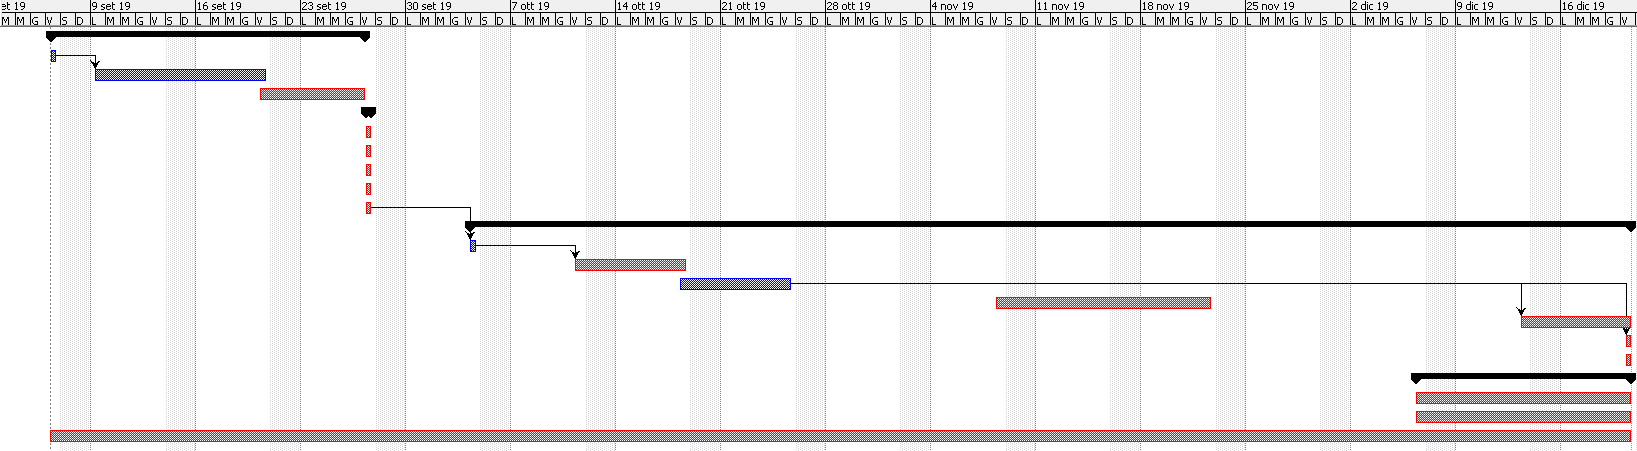 et 19 9 set 19 16 set 19 23 set 19 30 set 19 7 ott 19 14 ott 19 21 ott 19 28 ott 19 4 nov 19 11 nov 19 18 nov 19 25 nov 19 2 dic 19 9 dic 19 16 dic 19
M M G V S D L M M G V S D L M M G V S D L M M G V S D L M M G V S D L M M G V S D L M M G V S D L M M G V S D L M M G V S D L M M G V S D L M M G V S D L M M G V S D L M M G V S D L M M G V S D L M M G V S D L M M G V